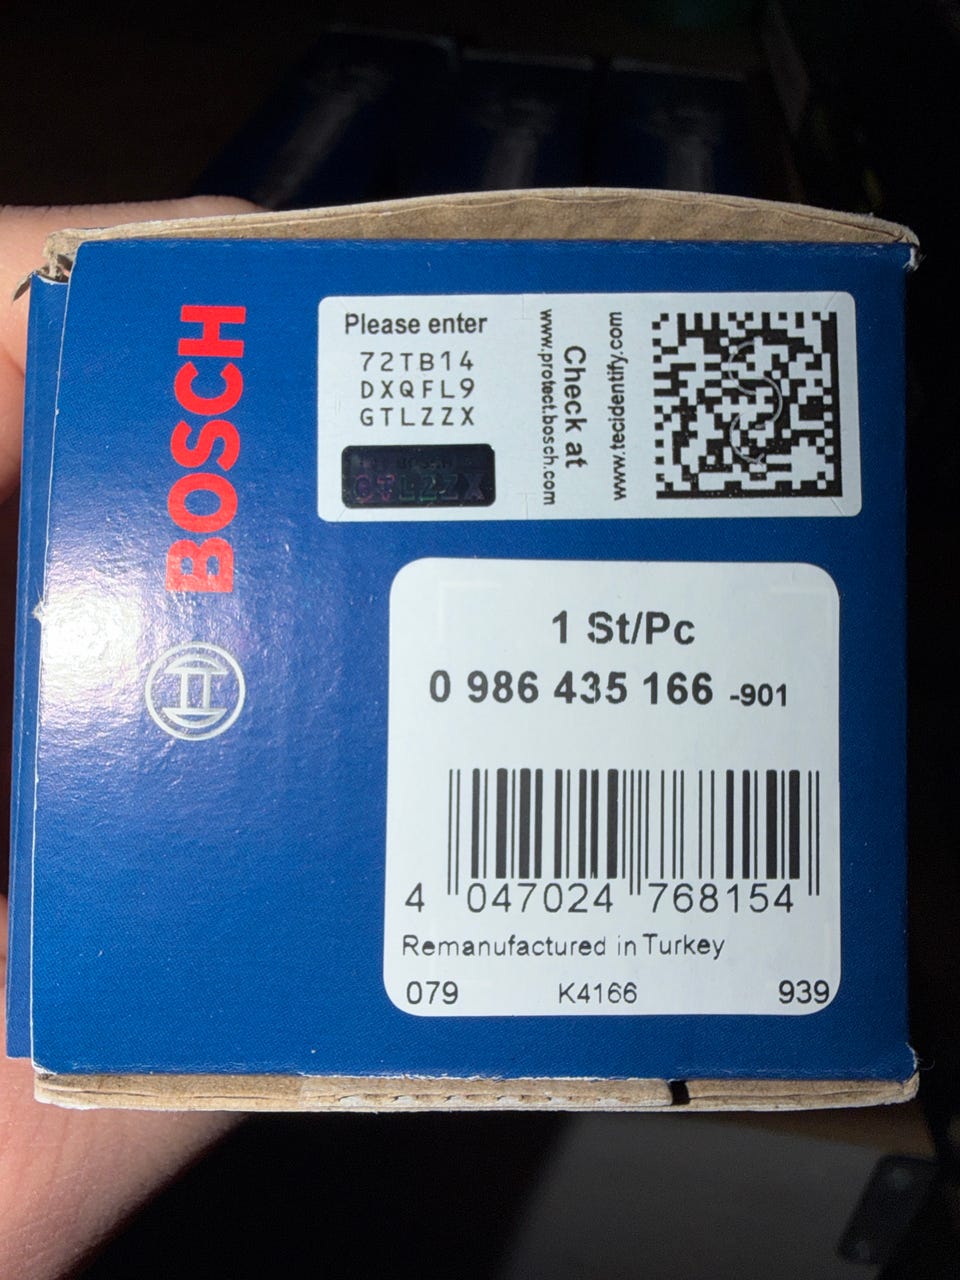 BOSCH
Please enter
72TB14
DXQFL9
GTLZZX
GTLZZX
Check at
www.protect.bosch.com
www.tecidentify.com
1 St/Pc
0 986 435 166 -901
4 047024 768154
Remanufactured in Turkey
079 K4166 939